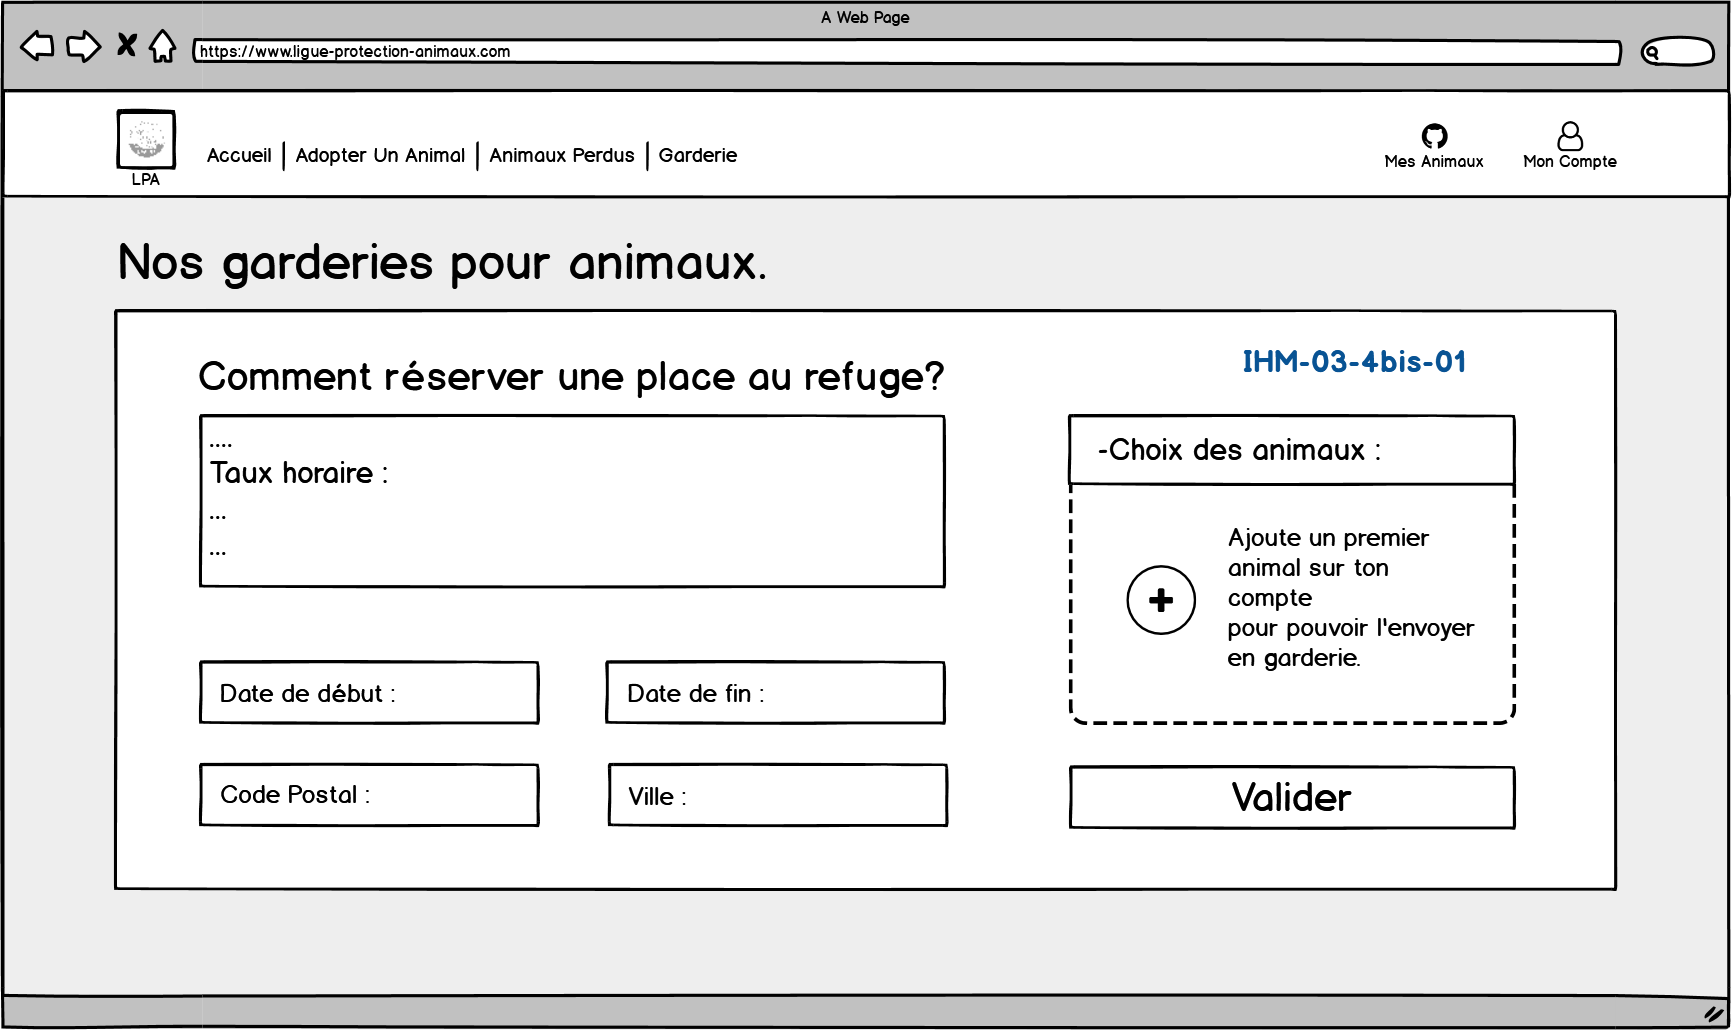 A Web Page
https://www.ligue-protection-animaux.com
LPA
Accueil | Adopter Un Animal | Animaux Perdus | Garderie
Mes Animaux
Mon Compte
Nos garderies pour animaux.
Comment réserver une place au refuge?
IHM-03-4bis-01
....
Taux horaire :
...
...
-Choix des animaux :
Ajoute un premier
animal sur ton
compte
pour pouvoir l'envoyer
en garderie.
Date de début :
Date de fin :
Code Postal :
Ville :
Valider